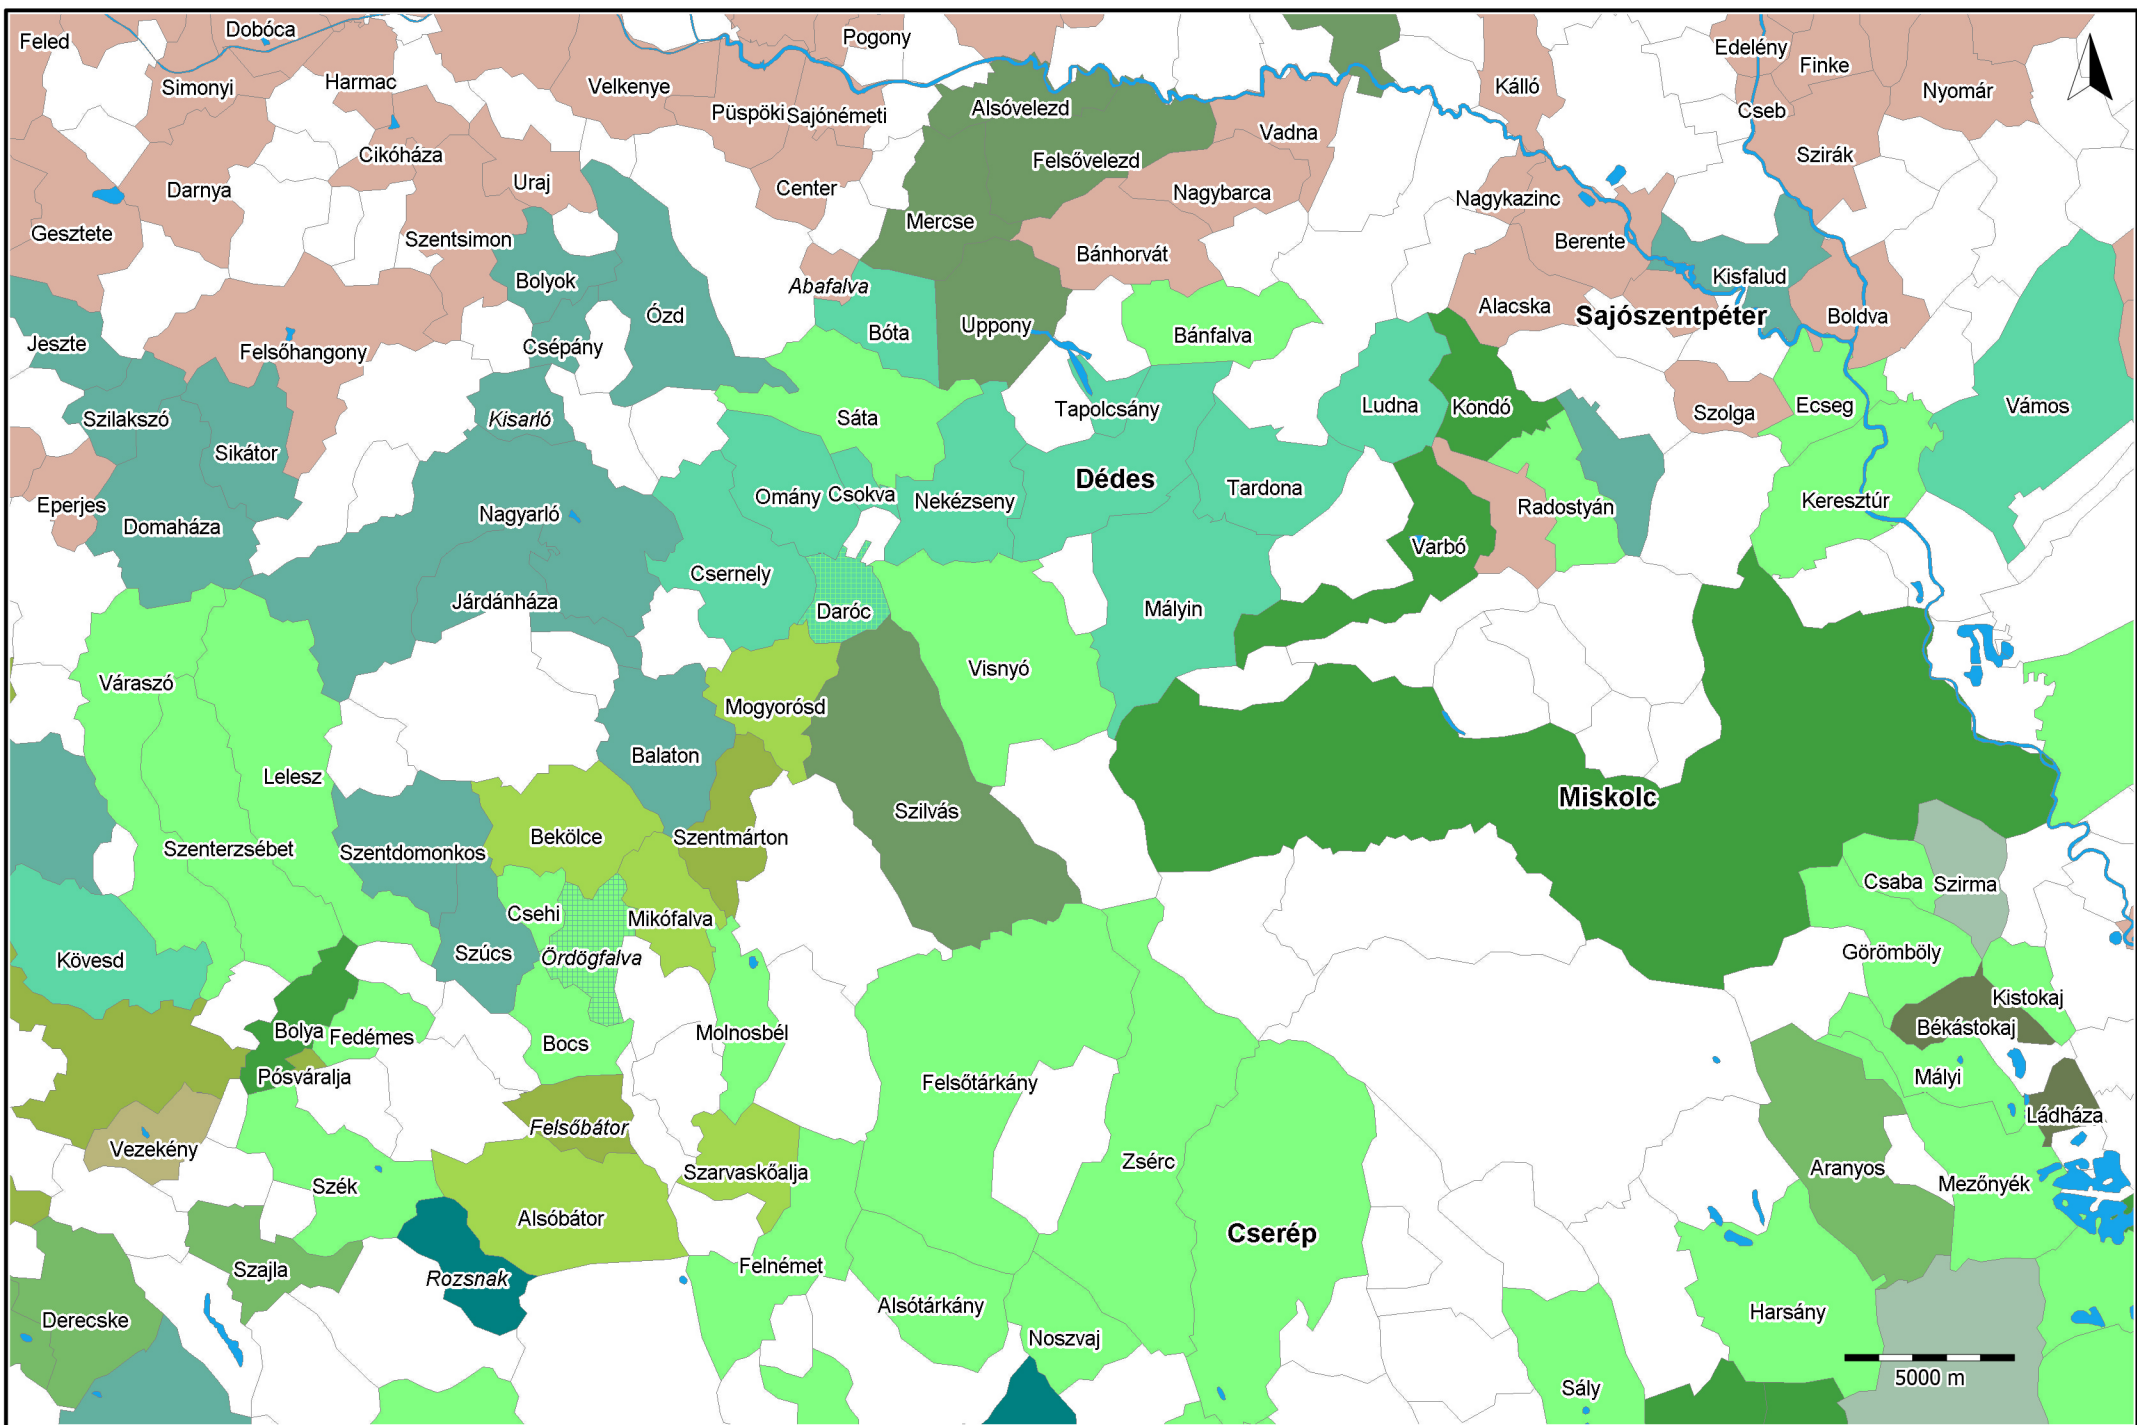 Feled
Dobóca
Pogony
Edelény
Finke
Simonyi
Harmac
Velkenye
Kálló
Nyomár
Püspöki
Sajónémeti
Alsóvelezd
Cseb
Vadna
Cikóháza
Felsővelezd
Szirák
Darnya
Uraj
Center
Nagybarca
Nagykazinc
Gesztete
Szentsimon
Mercse
Bánhorvát
Berente
Bolyok
Abafalva
Kisfalud
Ózd
Alacska
Sajószentpéter
Boldva
Jeszte
Felsőhangony
Csépány
Bóta
Uppony
Bánfalva
Szilakszó
Kisarló
Sáta
Tapolcsány
Ludna
Kondó
Szolga
Ecseg
Vámos
Sikátor
Dédes
Eperjes
Omány
Csokva
Nekézseny
Tardona
Radostyán
Keresztúr
Domaháza
Nagyarló
Varbó
Csernely
Járdánháza
Daróc
Mályin
Váraszó
Visnyó
Mogyorósd
Lelesz
Balaton
Miskolc
Szilvás
Szenterzsébet
Szentdomonkos
Bekölce
Szentmárton
Csaba
Szirma
Csehi
Mikófalva
Kövesd
Szúcs
Ördögfalva
Görömböly
Kistokaj
Bolya
Fedémes
Bocs
Molnosbél
Békástokaj
Pósváralja
Felsőtárkány
Mályi
Ládháza
Vezekény
Felsőbátor
Szék
Szarvaskőalja
Zsérc
Aranyos
Mezőnyék
Alsóbátor
Cserép
Szajla
Rozsnak
Felnémet
Derecske
Alsótárkány
Noszvaj
Harsány
Sály
5000 m